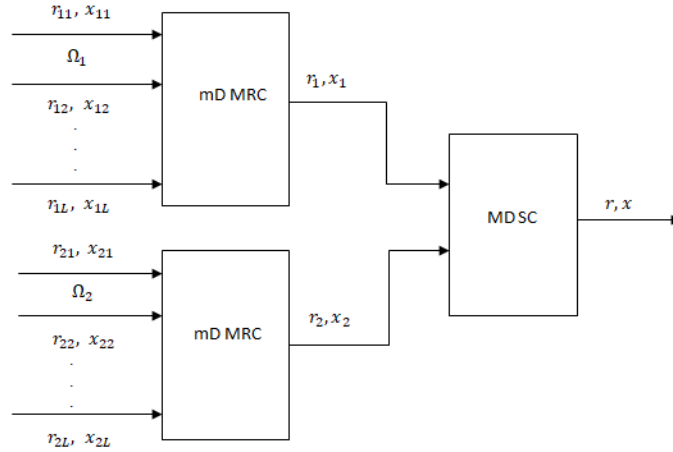 r₁₁, x₁₁
Ω₁
r₁₂, x₁₂
r₁L, x₁L
mD MRC
r₁, x₁
r₂₁, x₂₁
Ω₂
r₂₂, x₂₂
r₂L, x₂L
mD MRC
r₂, x₂
MD SC
r, x